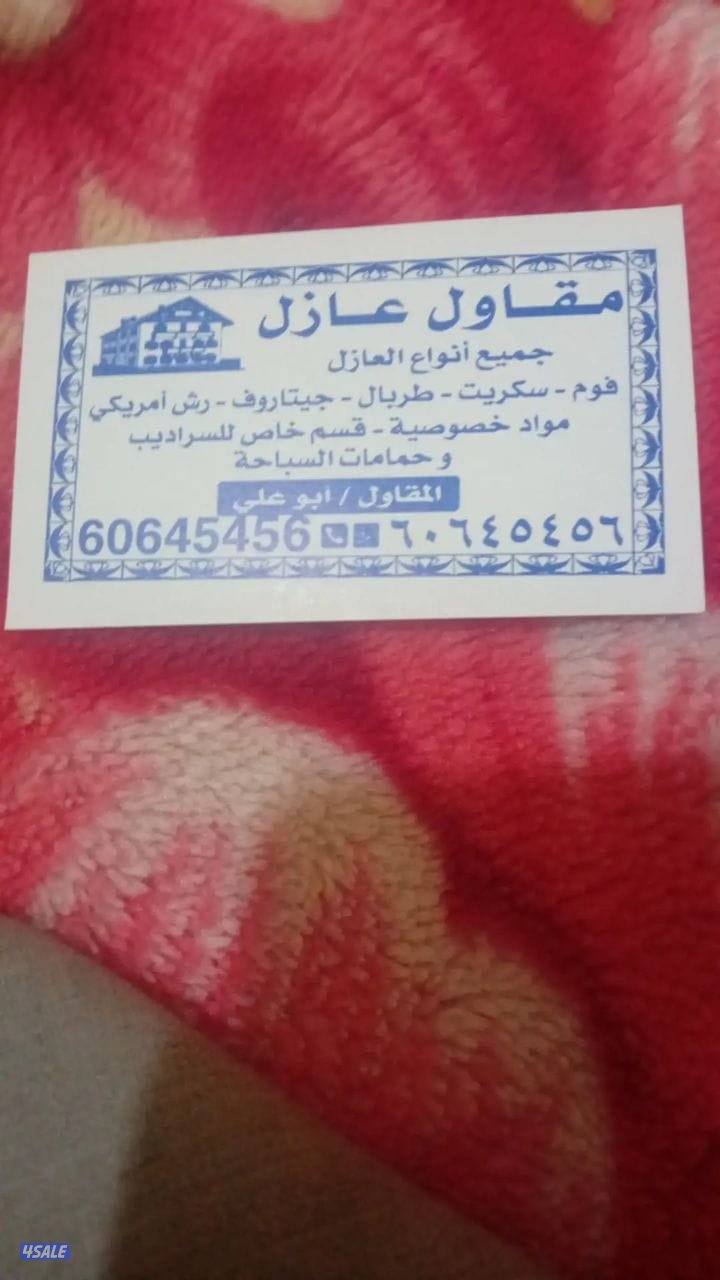 مقاول عازل
جميع أنواع العازل
فوم - سكريت - طربال - جيتاروف - رش أمريكي
مواد خصوصية - قسم خاص للسراديب
و حمامات السباحة
المقاول / أبو علي
٦٠٦٤٥٤٥٦ 60645456
4SALE